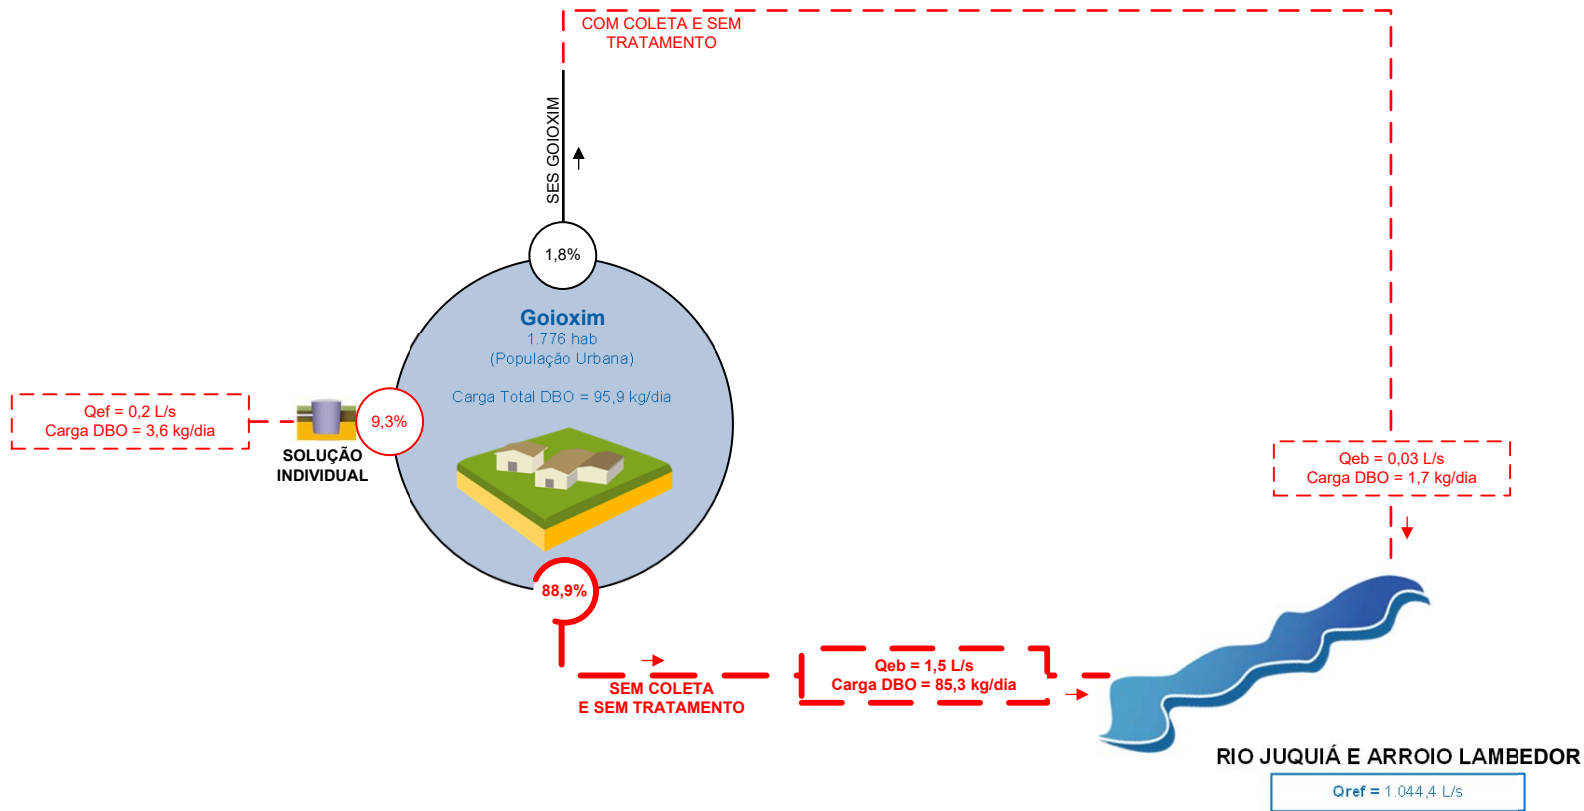 COM COLETA E SEM
TRATAMENTO
SES GOIOXIM
1,8%
Goioxim
1.776 hab
(População Urbana)
Carga Total DBO = 95,9 kg/dia
Qef = 0,2 L/s
Carga DBO = 3,6 kg/dia
9,3%
SOLUÇÃO
INDIVIDUAL
Qeb = 0,03 L/s
Carga DBO = 1,7 kg/dia
88,9%
Qeb = 1,5 L/s
Carga DBO = 85,3 kg/dia
SEM COLETA
E SEM TRATAMENTO
RIO JUQUIÁ E ARROIO LAMBEDOR
Qref = 1.044,4 L/s